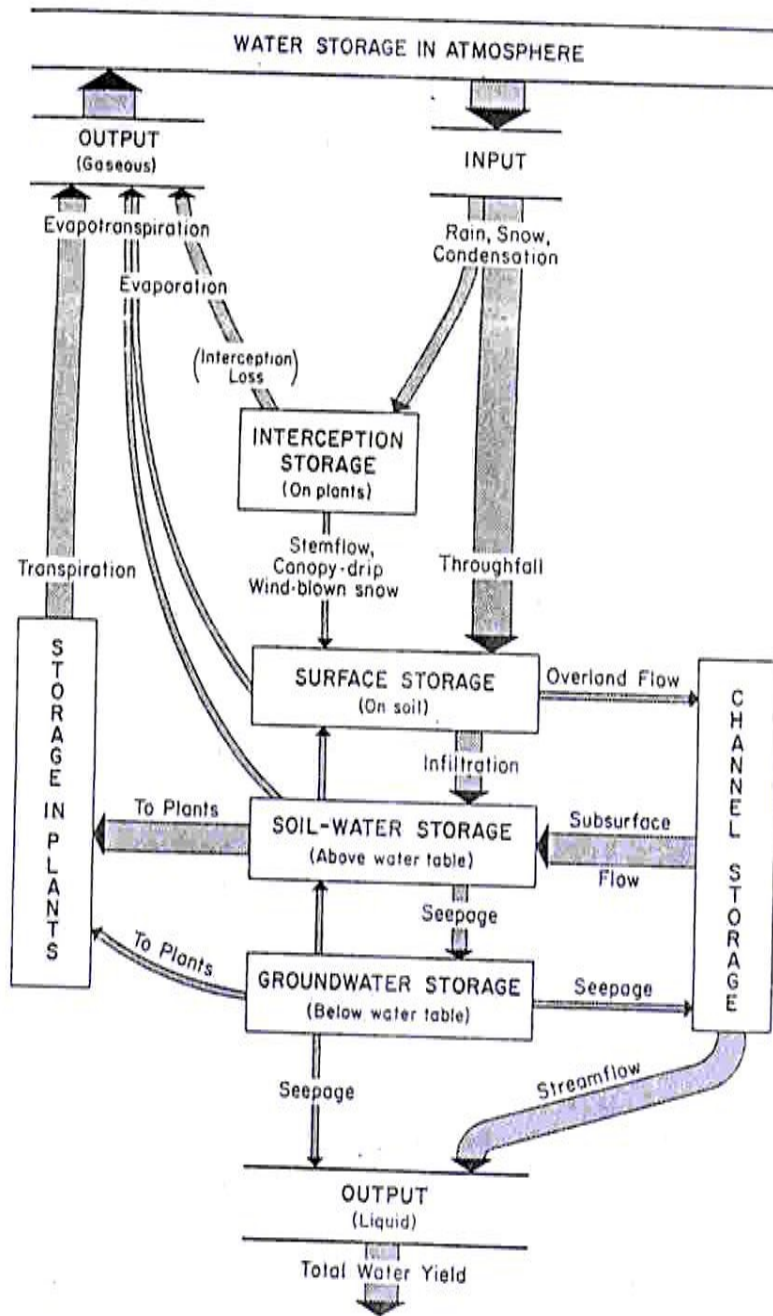 WATER STORAGE IN ATMOSPHERE
OUTPUT
(Gaseous)
INPUT
Evapotranspiration
Rain, Snow,
Condensation
Evaporation
(Interception
Loss)
INTERCEPTION
STORAGE
(On plants)
Stemflow,
Canopy-drip
Wind-blown snow
Transpiration
Throughfall
STORAGE IN PLANTS
SURFACE STORAGE
(On soil)
Overland Flow
CHANNEL STORAGE
Infiltration
To Plants
SOIL-WATER STORAGE
(Above water table)
Subsurface
Flow
Seepage
To Plants
GROUNDWATER STORAGE
(Below water table)
Seepage
Seepage
Streamflow
OUTPUT
(Liquid)
Total Water Yield